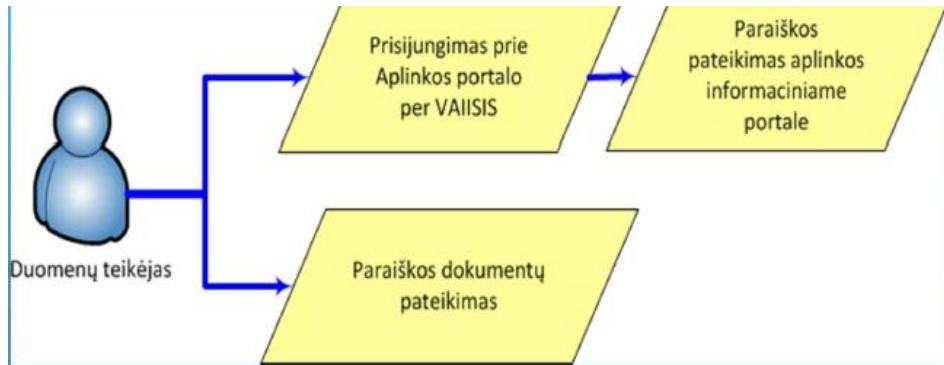 Prisijungimas prie
Aplinkos portalo
per VAIISIS
Paraiškos
pateikimas aplinkos
informaciniame
portale
Duomenų teikėjas
Paraiškos dokumentų
pateikimas